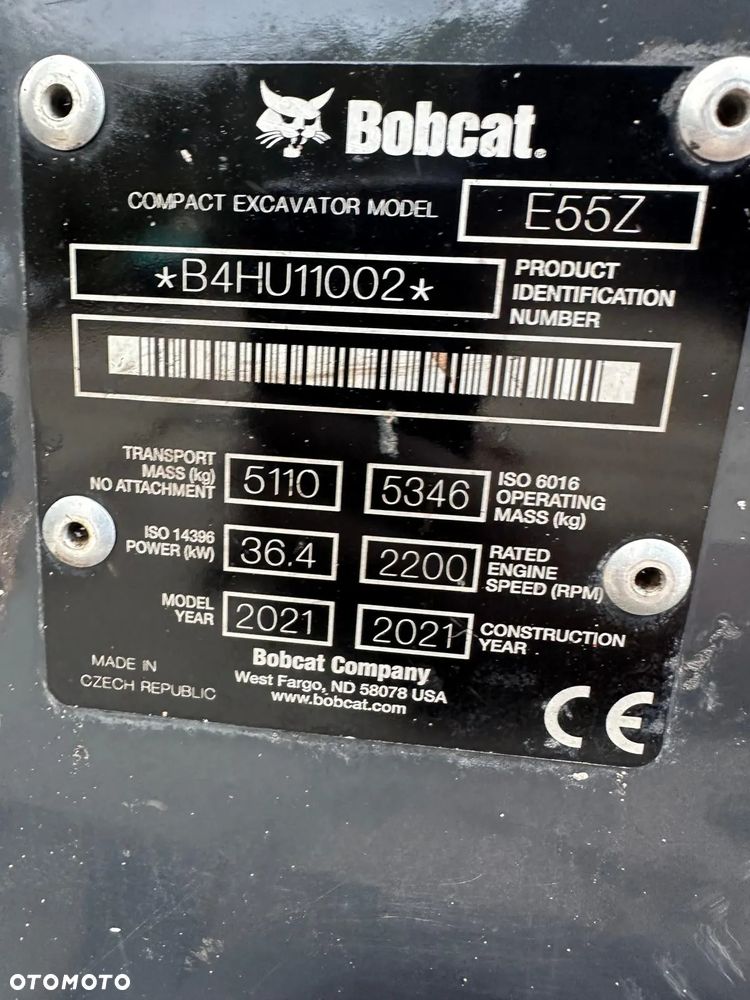 Bobcat.
COMPACT EXCAVATOR MODEL E55Z
*B4HU11002*
PRODUCT
IDENTIFICATION
NUMBER
TRANSPORT
MASS (kg)
NO ATTACHMENT
5110
5346
ISO 6016
OPERATING
MASS (kg)
ISO 14396
POWER (kW)
36.4
2200
RATED
ENGINE
SPEED (RPM)
MODEL
YEAR
2021
2021
CONSTRUCTION
YEAR
MADE IN
CZECH REPUBLIC
Bobcat Company
West Fargo, ND 58078 USA
www.bobcat.com
CE
OTOMOTO